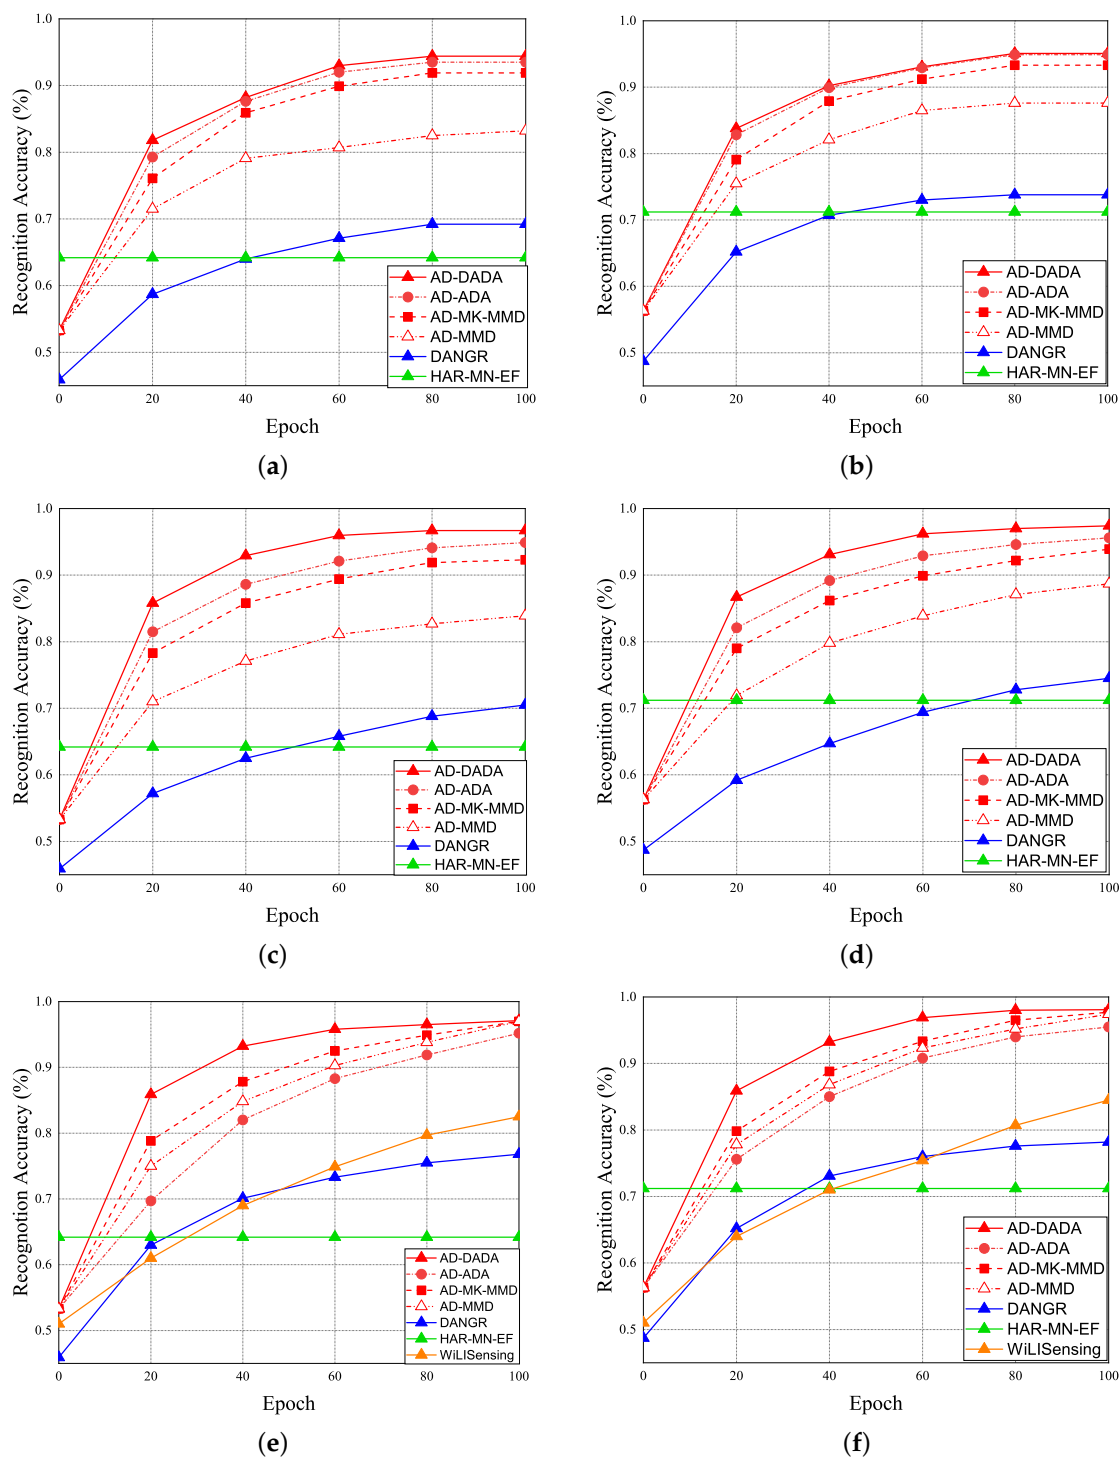 Recognition Accuracy (%)
1.0
0.9
0.8
0.7
0.6
0.5
0 20 40 60 80 100
Epoch
AD-DADA
AD-ADA
AD-MK-MMD
AD-MMD
DANGR
HAR-MN-EF
(a)
Recognition Accuracy (%)
1.0
0.9
0.8
0.7
0.6
0.5
0 20 40 60 80 100
Epoch
AD-DADA
AD-ADA
AD-MK-MMD
AD-MMD
DANGR
HAR-MN-EF
(b)
Recognition Accuracy (%)
1.0
0.9
0.8
0.7
0.6
0.5
0 20 40 60 80 100
Epoch
AD-DADA
AD-ADA
AD-MK-MMD
AD-MMD
DANGR
HAR-MN-EF
(c)
Recognition Accuracy (%)
1.0
0.9
0.8
0.7
0.6
0.5
0 20 40 60 80 100
Epoch
AD-DADA
AD-ADA
AD-MK-MMD
AD-MMD
DANGR
HAR-MN-EF
(d)
Recognotion Accuracy (%)
1.0
0.9
0.8
0.7
0.6
0.5
0 20 40 60 80 100
Epoch
AD-DADA
AD-ADA
AD-MK-MMD
AD-MMD
DANGR
HAR-MN-EF
WiLISensing
(e)
Recognition Accuracy (%)
1.0
0.9
0.8
0.7
0.6
0.5
0 20 40 60 80 100
Epoch
AD-DADA
AD-ADA
AD-MK-MMD
AD-MMD
DANGR
HAR-MN-EF
WiLISensing
(f)